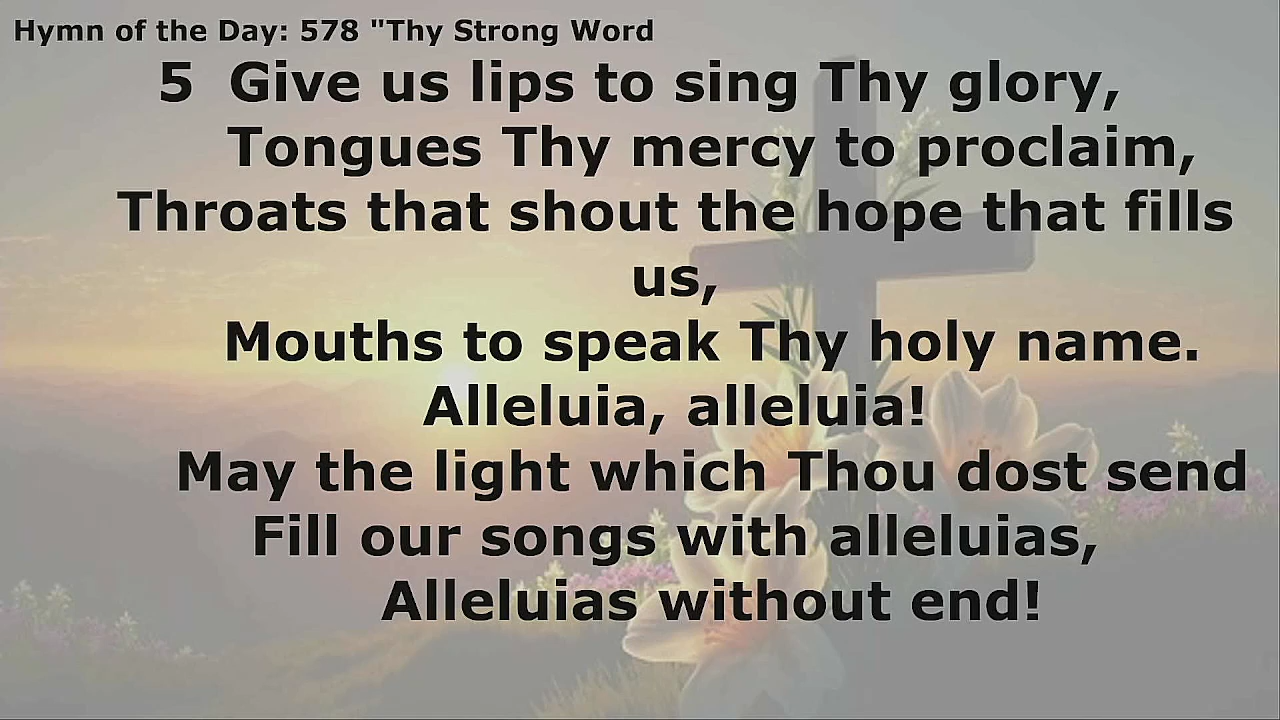 Hymn of the Day: 578 "Thy Strong Word
5 Give us lips to sing Thy glory,
Tongues Thy mercy to proclaim,
Throats that shout the hope that fills
us,
Mouths to speak Thy holy name.
Alleluia, alleluia!
May the light which Thou dost send
Fill our songs with alleluias,
Alleluias without end!